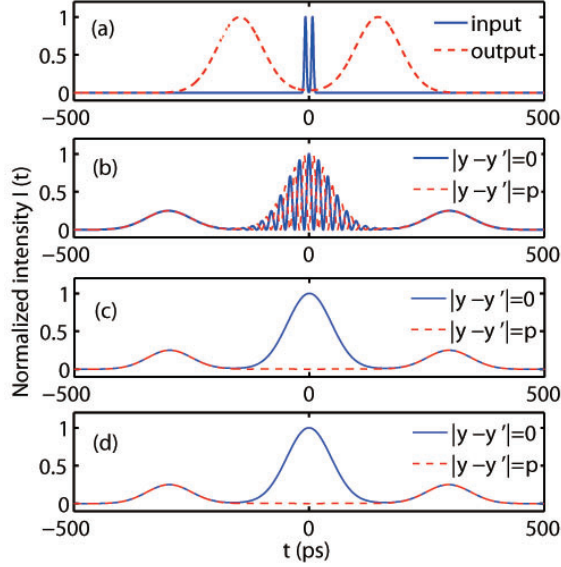 Normalized intensity I (t)
(a)
input
output
1
0.5
0
−500
0
500
(b)
|y −y ′|=0
|y −y ′|=p
1
0.5
0
−500
0
500
(c)
|y −y ′|=0
|y −y ′|=p
1
0.5
0
−500
0
500
(d)
|y −y ′|=0
|y −y ′|=p
1
0.5
0
−500
0
500
t (ps)